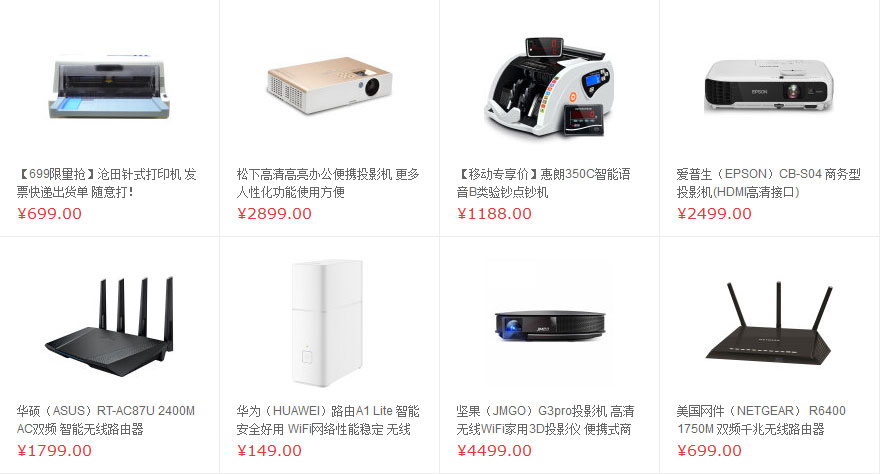 【699限量抢】沧田针式打印机 发
票快递出货单 随意打！
¥699.00
松下高清高亮办公便携投影机 更多
人性化功能使用方便
¥2899.00
【移动专享价】惠朗350C智能语
音B类验钞点钞机
¥1188.00
EPSON
爱普生（EPSON）CB-S04 商务型
投影机(HDMI高清接口)
¥2499.00
华硕（ASUS）RT-AC87U 2400M
AC双频 智能无线路由器
¥1799.00
华为（HUAWEI）路由A1 Lite 智能
安全好用 WiFi网络性能稳定 无线
¥149.00
JMGO
坚果（JMGO）G3pro投影机 高清
无线WiFi家用3D投影仪 便携式商
¥4499.00
NETGEAR
美国网件（NETGEAR） R6400
1750M 双频千兆无线路由器
¥699.00